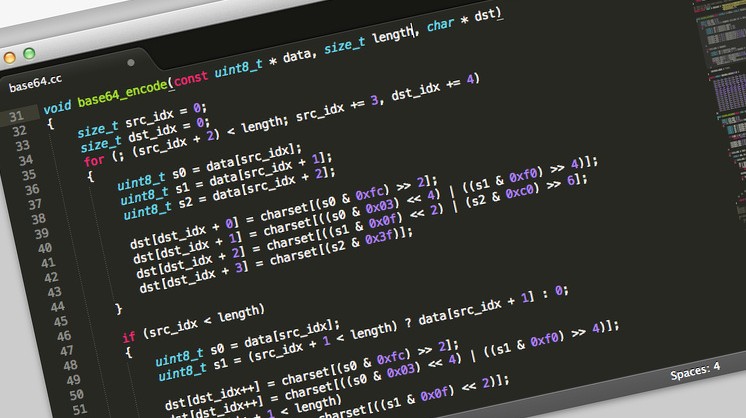 base64.cc
31 void base64_encode(const uint8_t * data, size_t length, char * dst)
32 {
33 size_t src_idx = 0;
34 size_t dst_idx = 0;
35 for (; (src_idx + 2) < length; src_idx += 3, dst_idx += 4)
36 {
37 uint8_t s0 = data[src_idx];
38 uint8_t s1 = data[src_idx + 1];
39 uint8_t s2 = data[src_idx + 2];
40
41 dst[dst_idx + 0] = charset[(s0 & 0xfc) >> 2];
42 dst[dst_idx + 1] = charset[((s0 & 0x03) << 4) | ((s1 & 0xf0) >> 4)];
43 dst[dst_idx + 2] = charset[((s1 & 0x0f) << 2) | (s2 & 0xc0) >> 6];
44 dst[dst_idx + 3] = charset[(s2 & 0x3f)];
45 }
46
47 if (src_idx < length)
48 {
49 uint8_t s0 = data[src_idx];
50 uint8_t s1 = (src_idx + 1 < length) ? data[src_idx + 1] : 0;
51
dst[dst_idx++] = charset[(s0 & 0xfc) >> 2];
dst[dst_idx++] = charset[((s0 & 0x03) << 4) | ((s1 & 0xf0) >> 4)];
+ 1 < length)
charset[((s1 & 0x0f) << 2)];
Spaces: 4